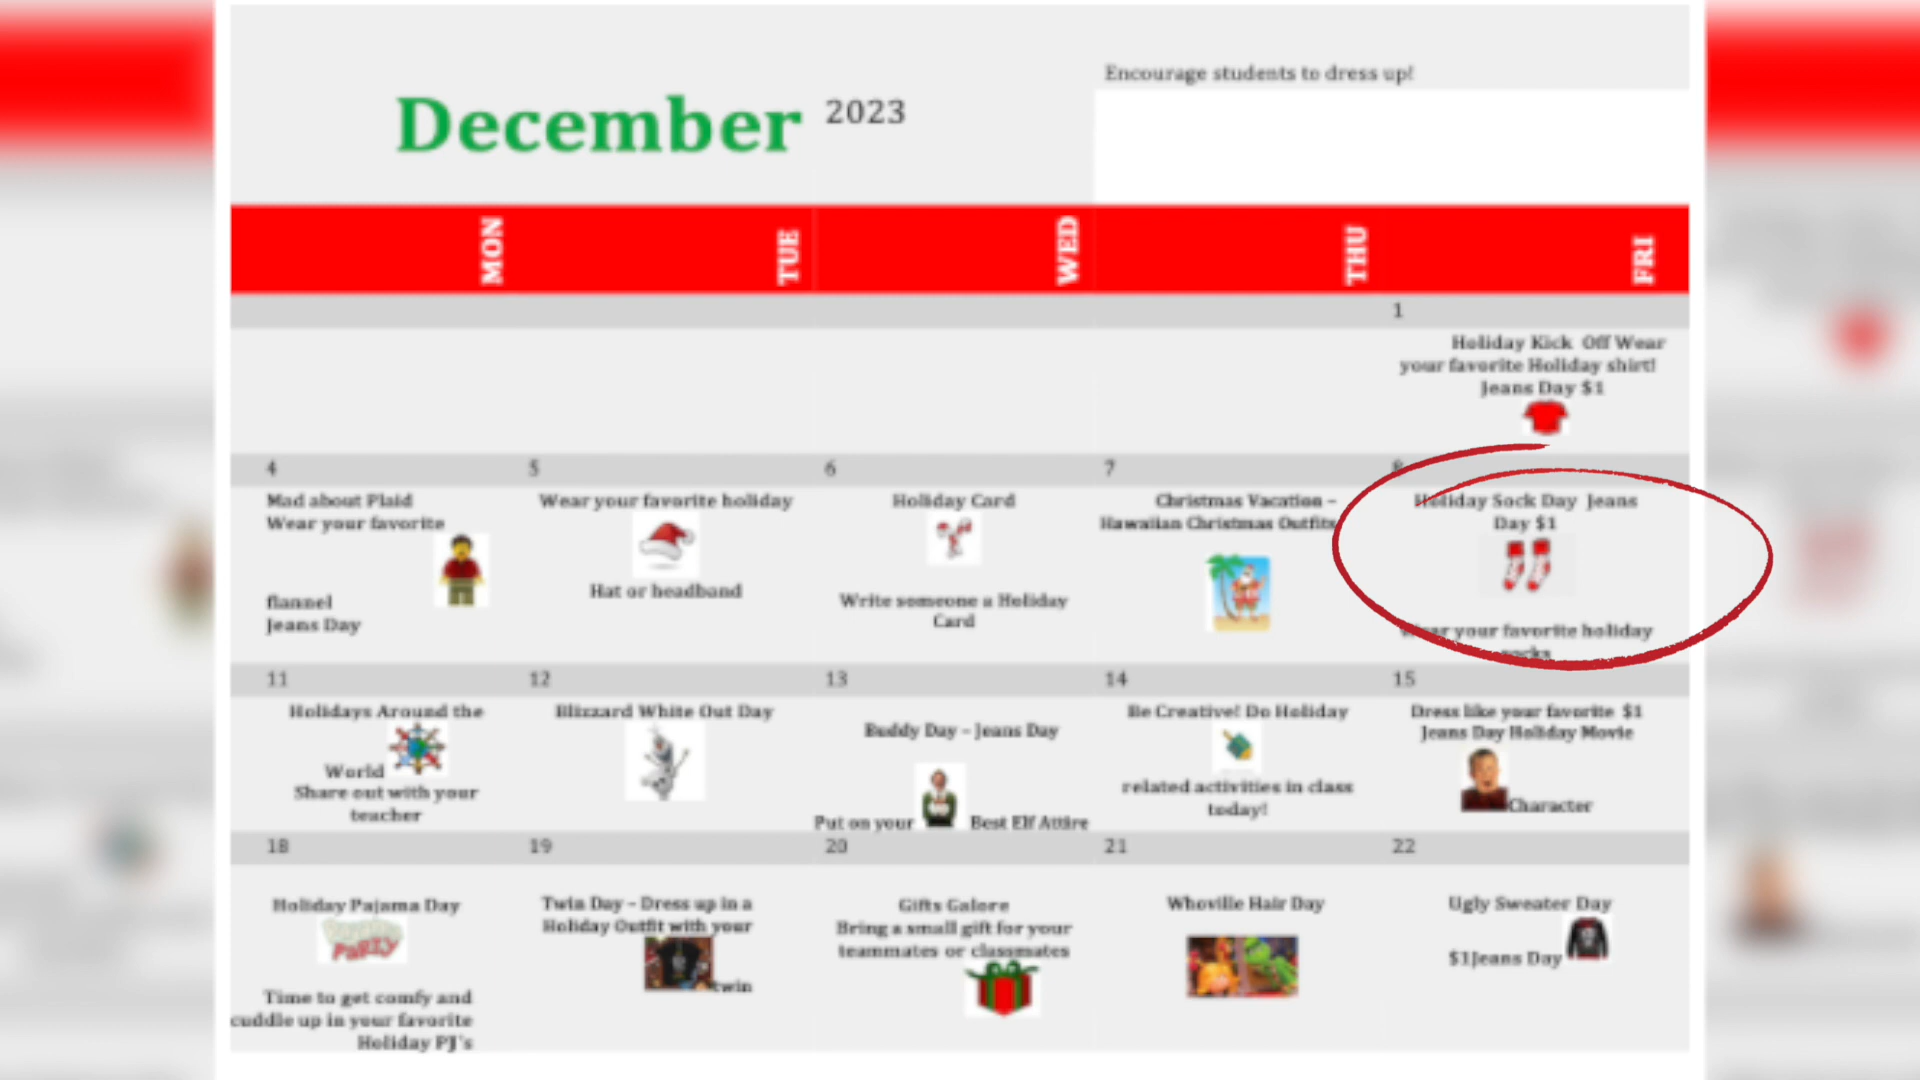 Encourage students to dress up!
December 2023
MON TUE WED THU FRI
1
Holiday Kick Off Wear
your favorite Holiday shirt!
Jeans Day $1
4 5 6 7 8
Mad about Plaid
Wear your favorite
flannel
Jeans Day
Wear your favorite holiday
Hat or headband
Holiday Card
Write someone a Holiday
Card
Christmas Vacation –
Hawaiian Christmas Outfits
Holiday Sock Day Jeans
Day $1
Wear your favorite holiday
socks
11 12 13 14 15
Holidays Around the
World
Share out with your
teacher
Blizzard White Out Day
Buddy Day – Jeans Day
Put on your Best Elf Attire
Be Creative! Do Holiday
related activities in class
today!
Dress like your favorite $1
Jeans Day Holiday Movie
Character
18 19 20 21 22
Holiday Pajama Day
PaRTY
Time to get comfy and
cuddle up in your favorite
Holiday PJ's
Twin Day – Dress up in a
Holiday Outfit with your
twin
Gifts Galore
Bring a small gift for your
teammates or classmates
Whoville Hair Day
Ugly Sweater Day
$1Jeans Day